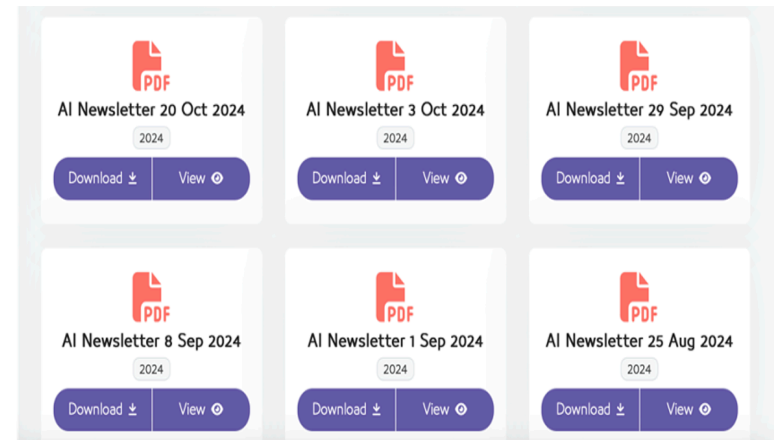 PDF
AI Newsletter 20 Oct 2024
2024
Download View
PDF
AI Newsletter 3 Oct 2024
2024
Download View
PDF
AI Newsletter 29 Sep 2024
2024
Download View
PDF
AI Newsletter 8 Sep 2024
2024
Download View
PDF
AI Newsletter 1 Sep 2024
2024
Download View
PDF
AI Newsletter 25 Aug 2024
2024
Download View